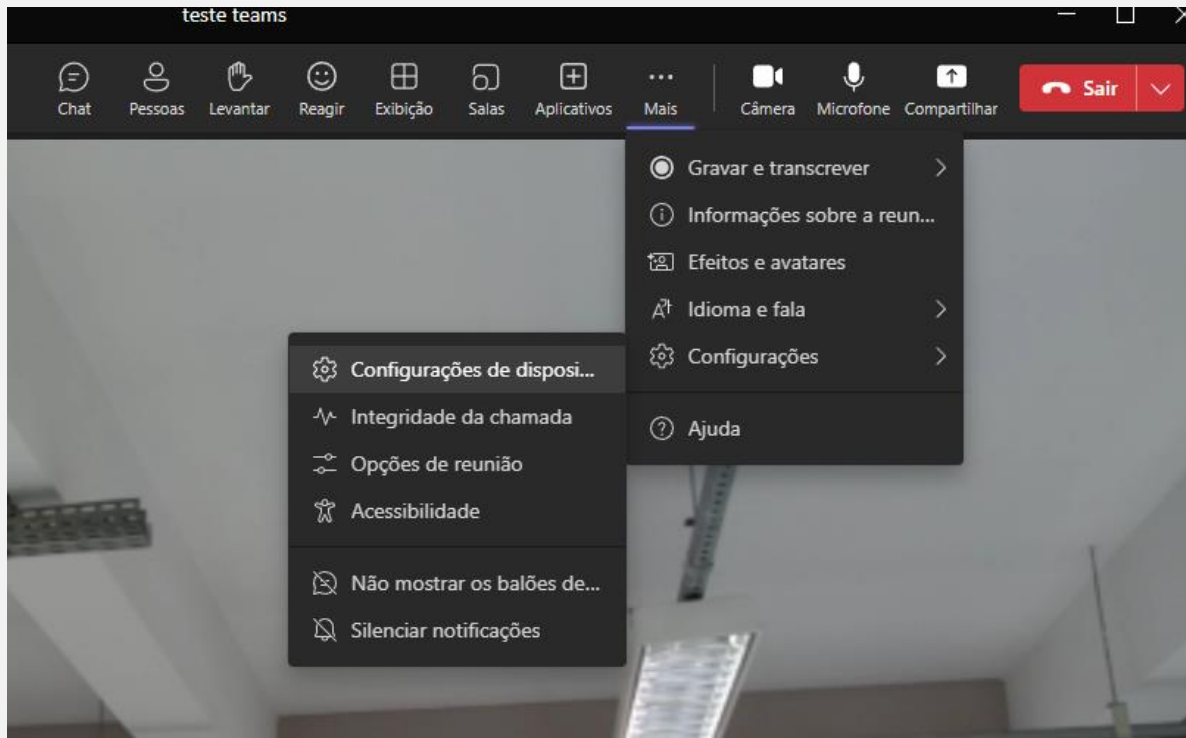 teste teams
Chat Pessoas Levantar Reagir Exibição Salas Aplicativos Mais Câmera Microfone Compartilhar Sair
Gravar e transcrever
Informações sobre a reun...
Efeitos e avatares
Idioma e fala
Configurações
Ajuda
Configurações de disposi...
Integridade da chamada
Opções de reunião
Acessibilidade
Não mostrar os balões de...
Silenciar notificações